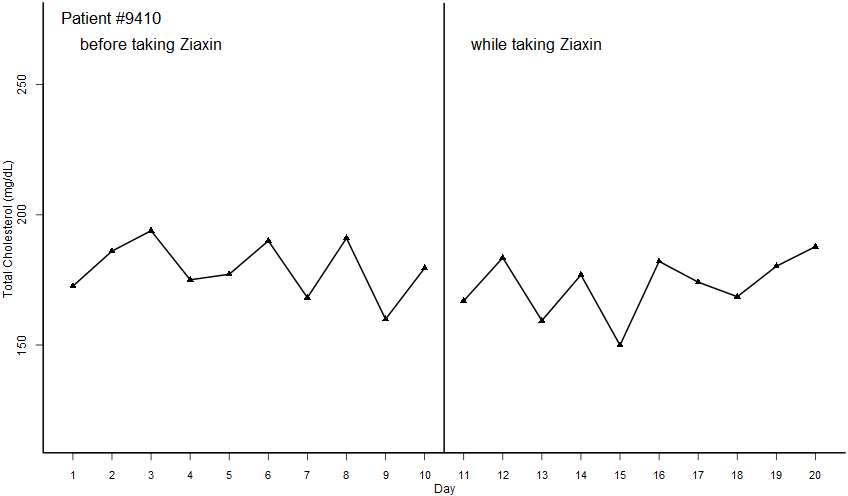 Patient #9410
before taking Ziaxin
while taking Ziaxin
Total Cholesterol (mg/dL)
250
200
150
1 2 3 4 5 6 7 8 9 10 11 12 13 14 15 16 17 18 19 20
Day